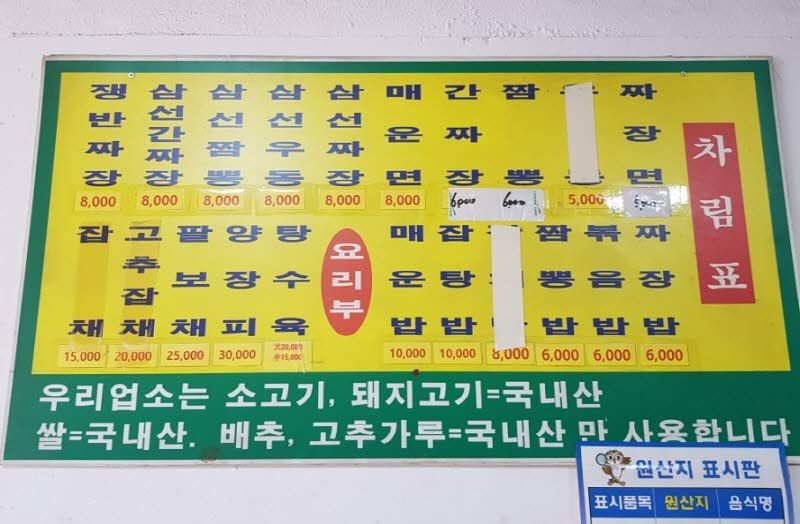 차림표
짜장면 5,000
5,000
짬뽕 6,000
간짜장 6,000
매운면 8,000
삼선짜장 8,000
삼선우동 8,000
삼선짬뽕 8,000
삼선간짜장 8,000
쟁반짜장 8,000
짜장밥 6,000
볶음밥 6,000
짬뽕밥 6,000
8,000
잡탕밥 10,000
매운밥 10,000
요리부
탕수육 大20,000 中15,000
양장피 30,000
팔보채 25,000
고추잡채 20,000
잡채 15,000
우리업소는 소고기, 돼지고기=국내산
쌀=국내산. 배추, 고추가루=국내산 만 사용합니다
원산지 표시판
표시품목 원산지 음식명